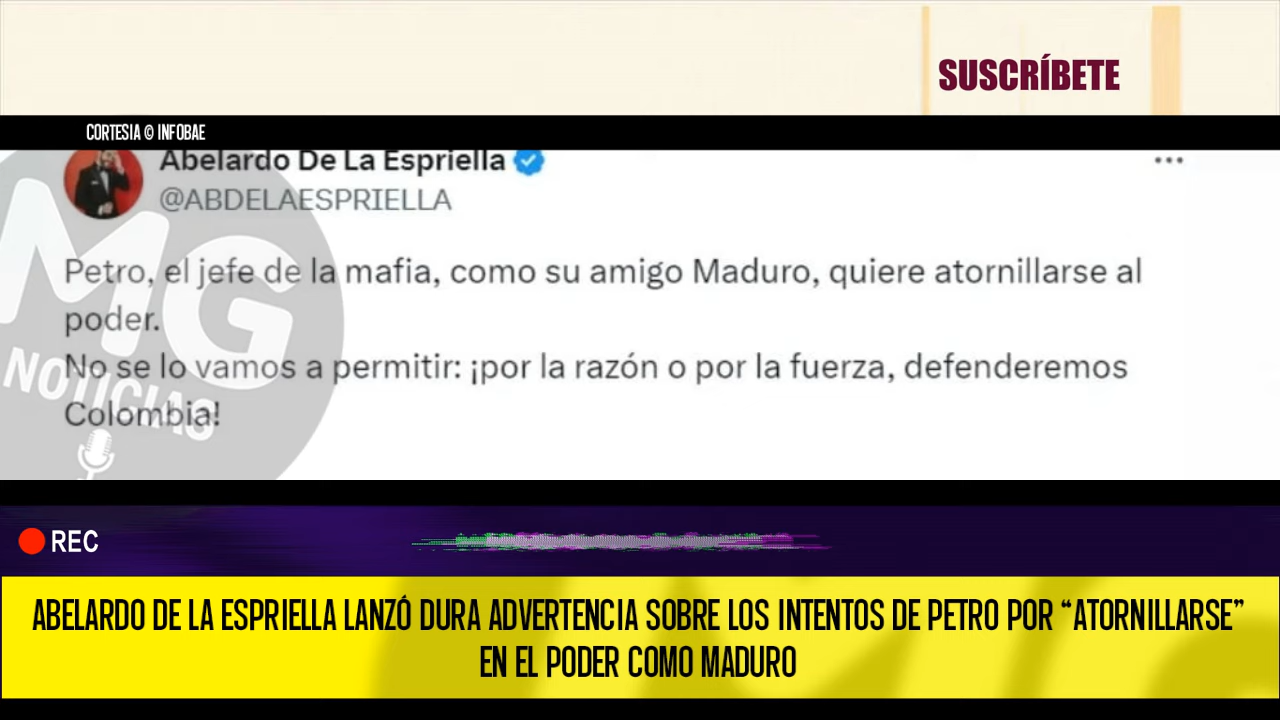 SUSCRÍBETE
CORTESIA © INFOBAE
Abelardo De La Espriella
@ABDELAESPRIELLA
Petro, el jefe de la mafia, como su amigo Maduro, quiere atornillarse al
poder.
No se lo vamos a permitir: ¡por la razón o por la fuerza, defenderemos
Colombia!
MG
NOTICIAS
REC
ABELARDO DE LA ESPRIELLA LANZÓ DURA ADVERTENCIA SOBRE LOS INTENTOS DE PETRO POR “ATORNILLARSE”
EN EL PODER COMO MADURO